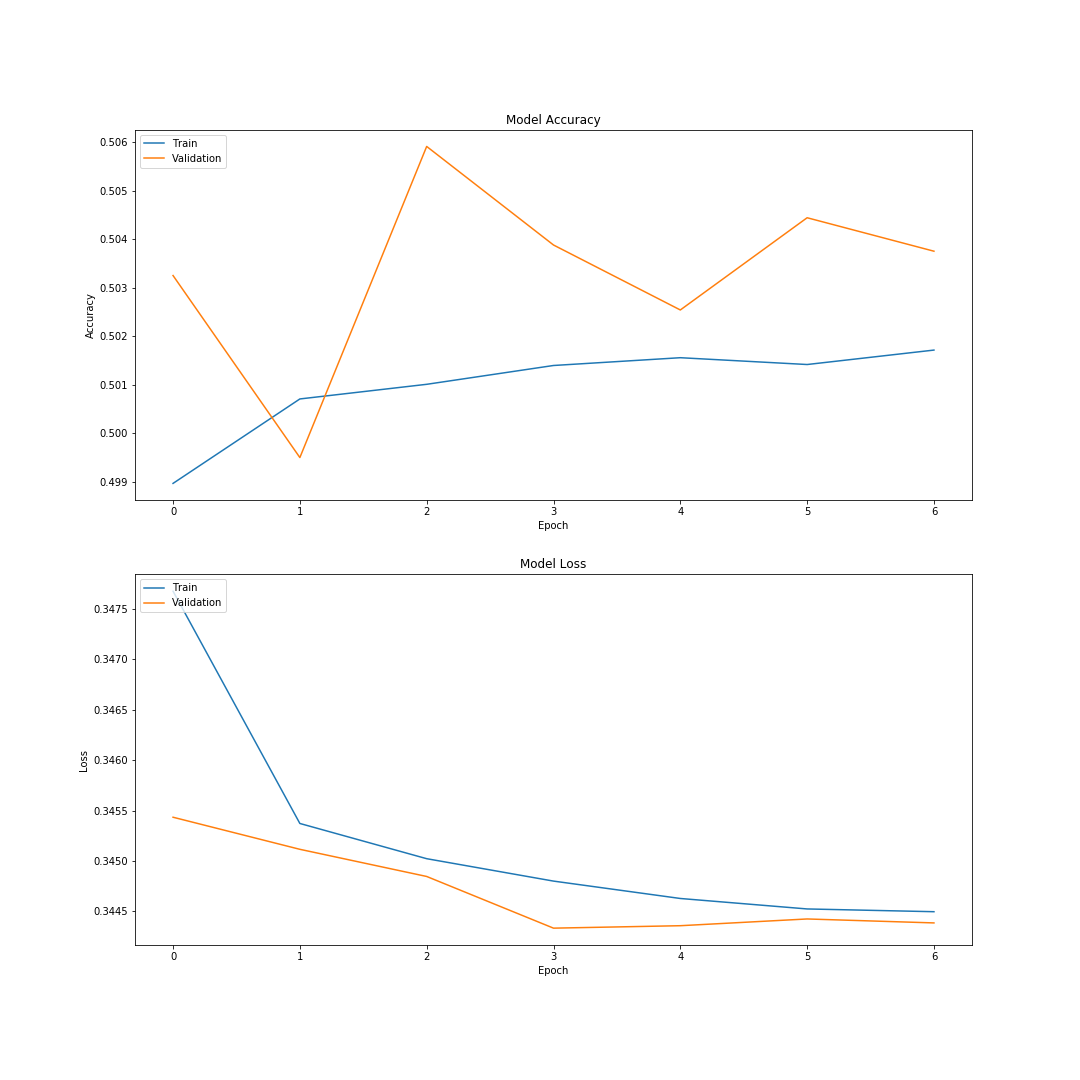 Model Accuracy
Train
Validation
0.506
0.505
0.504
0.503
0.502
0.501
0.500
0.499
Accuracy
0 1 2 3 4 5 6
Epoch
Model Loss
Train
Validation
0.3475
0.3470
0.3465
0.3460
0.3455
0.3450
0.3445
Loss
0 1 2 3 4 5 6
Epoch